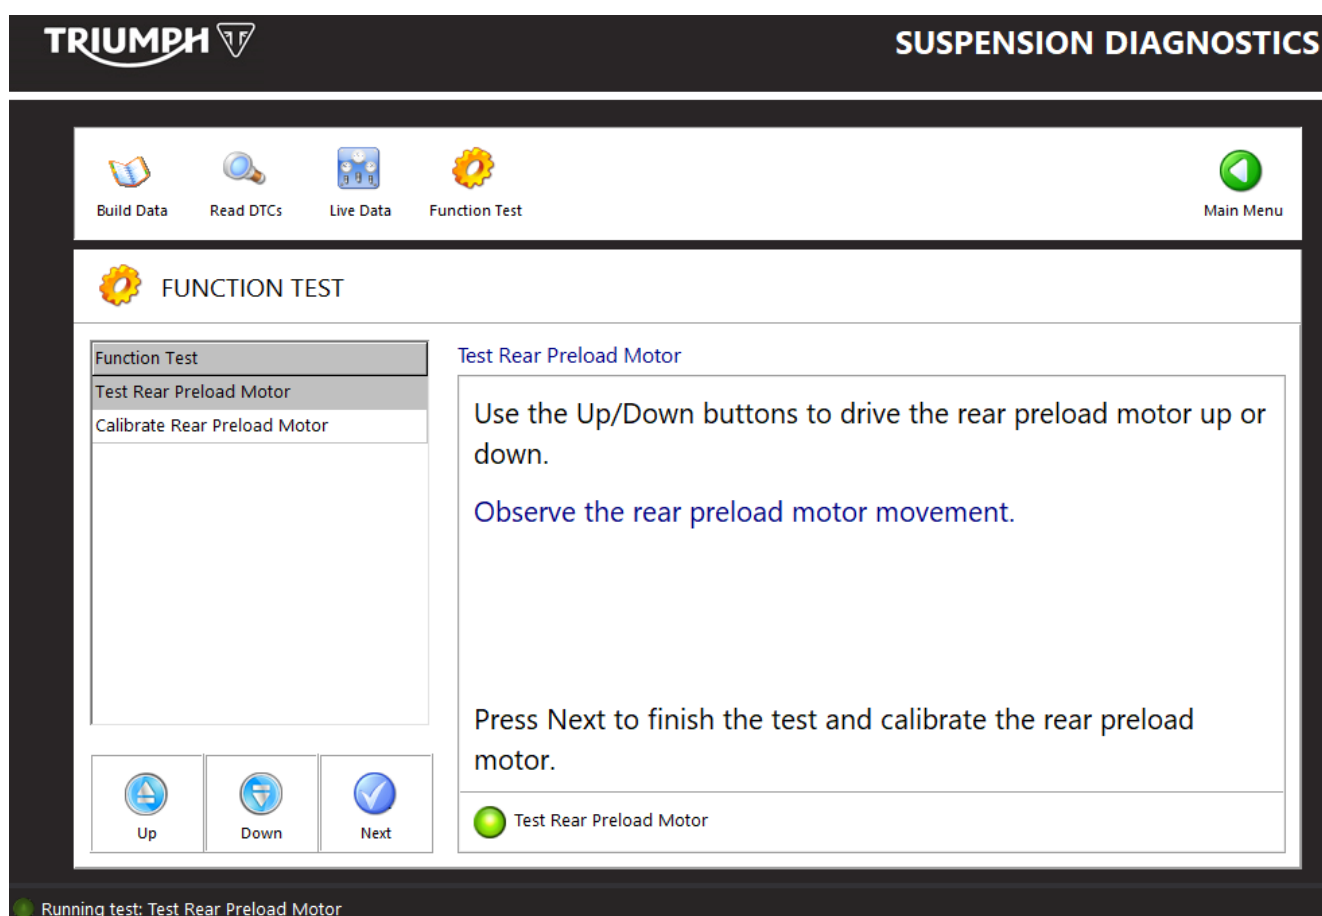 TRIUMPH
SUSPENSION DIAGNOSTICS
Build Data
Read DTCs
Live Data
Function Test
Main Menu
FUNCTION TEST
Function Test
Test Rear Preload Motor
Calibrate Rear Preload Motor
Test Rear Preload Motor
Use the Up/Down buttons to drive the rear preload motor up or
down.
Observe the rear preload motor movement.
Press Next to finish the test and calibrate the rear preload
motor.
Up
Down
Next
Test Rear Preload Motor
Running test: Test Rear Preload Motor